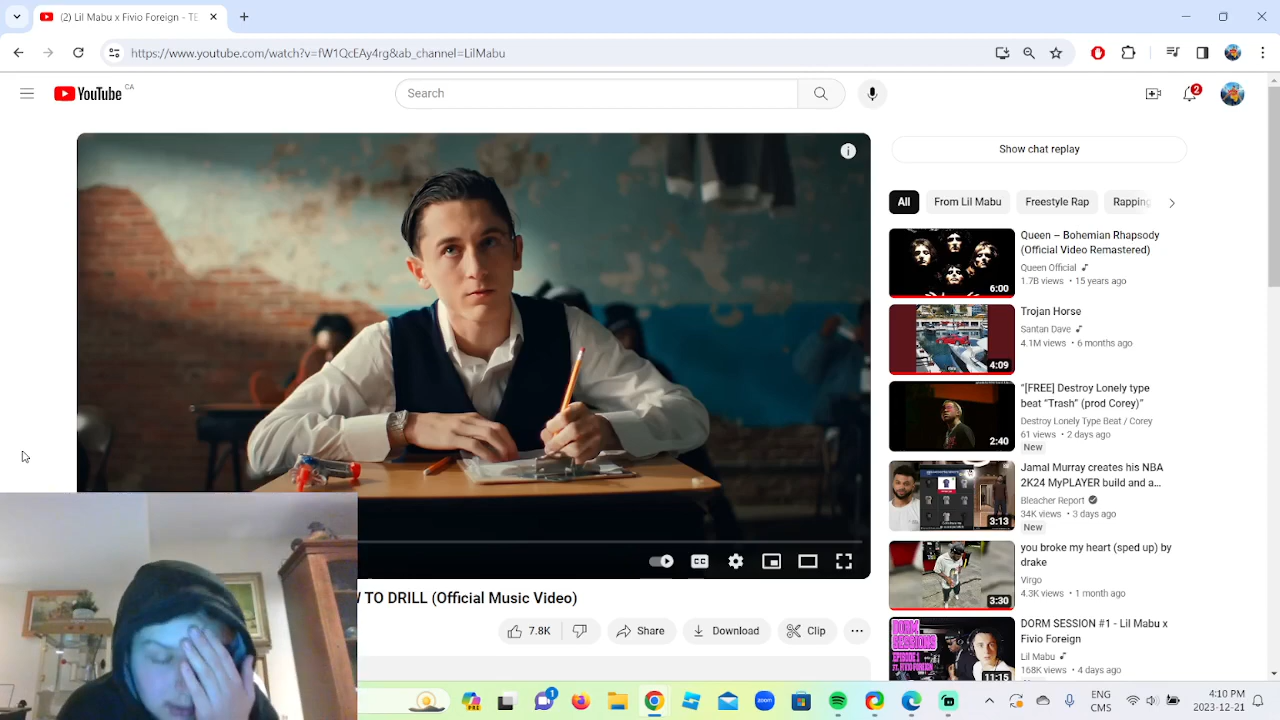 (2) Lil Mabu x Fivio Foreign - TE
https://www.youtube.com/watch?v=fW1QcEAy4rg&ab_channel=LilMabu
YouTube CA
Search
2
Show chat replay
All
From Lil Mabu
Freestyle Rap
Rapping
Queen – Bohemian Rhapsody
(Official Video Remastered)
Queen Official
1.7B views • 15 years ago
6:00
Trojan Horse
Santan Dave
4.1M views • 6 months ago
4:09
"[FREE] Destroy Lonely type
beat "Trash" (prod Corey)"
Destroy Lonely Type Beat / Corey
61 views • 2 days ago
New
2:40
Jamal Murray creates his NBA
2K24 MyPLAYER build and a...
Bleacher Report
34K views • 3 days ago
New
3:13
you broke my heart (sped up) by
drake
Virgo
4.3K views • 1 month ago
3:30
DORM SESSION #1 - Lil Mabu x
Fivio Foreign
Lil Mabu
168K views • 4 days ago
DORM
SESSIONS
11:15
CC
TO DRILL (Official Music Video)
7.8K
Share
Download
Clip
1
zoom
ENG
CMS
4:10 PM
2023-12-21